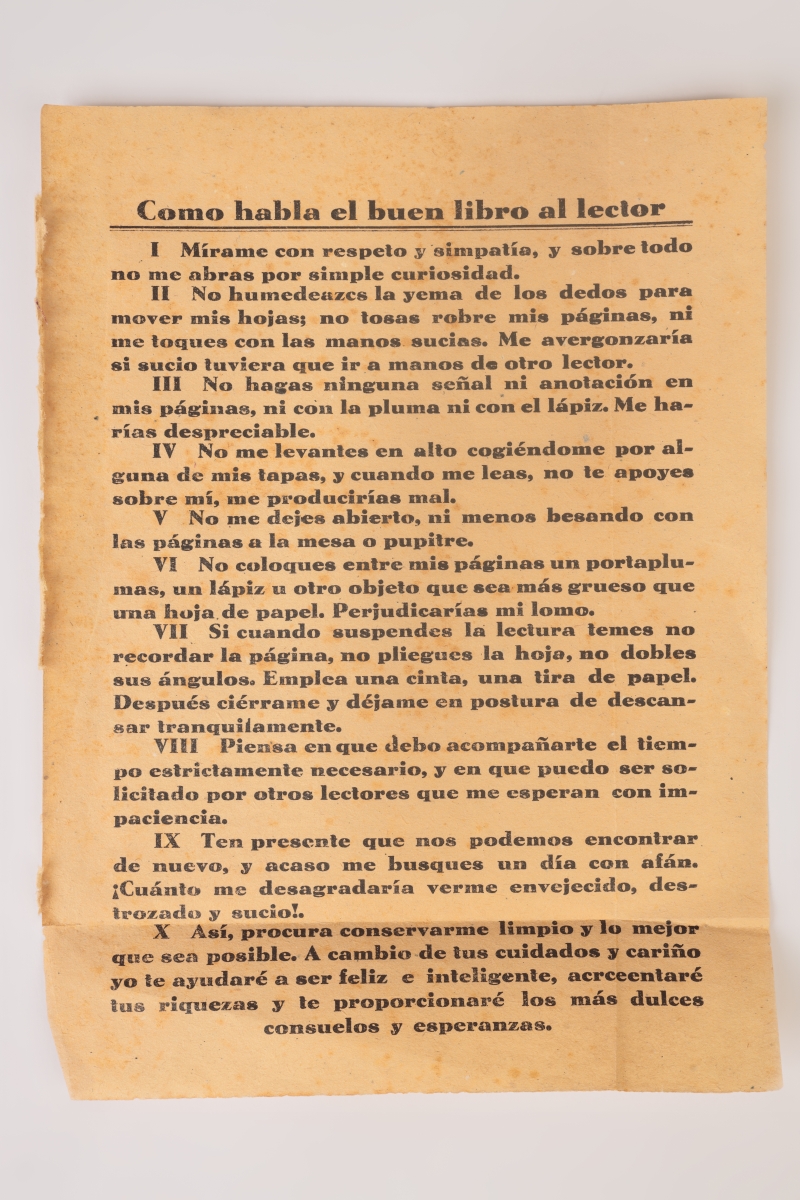 Como habla el buen libro al lector
I Mírame con respeto y simpatía, y sobre todo
no me abras por simple curiosidad.
II No humedeazcs la yema de los dedos para
mover mis hojas; no tosas robre mis páginas, ni
me toques con las manos sucias. Me avergonzaría
si sucio tuviera que ir a manos de otro lector.
III No hagas ninguna señal ni anotación en
mis páginas, ni con la pluma ni con el lápiz. Me ha-
rías despreciable.
IV No me levantes en alto cogiéndome por al-
guna de mis tapas, y cuando me leas, no te apoyes
sobre mí, me producirías mal.
V No me dejes abierto, ni menos besando con
las páginas a la mesa o pupitre.
VI No coloques entre mis páginas un portaplu-
mas, un lápiz u otro objeto que sea más grueso que
una hoja de papel. Perjudicarías mi lomo.
VII Si cuando suspendes la lectura temes no
recordar la página, no pliegues la hoja, no dobles
sus ángulos. Emplea una cinta, una tira de papel.
Después ciérrame y déjame en postura de descan-
sar tranquilamente.
VIII Piensa en que debo acompañarte el tiem-
po estrictamente necesario, y en que puedo ser so-
licitado por otros lectores que me esperan con im-
paciencia.
IX Ten presente que nos podemos encontrar
de nuevo, y acaso me busques un día con afán.
¡Cuánto me desagradaría verme envejecido, des-
trozado y sucio!.
X Así, procura conservarme limpio y lo mejor
que sea posible. A cambio de tus cuidados y cariño
yo te ayudaré a ser feliz e inteligente, acrceentaré
tus riquezas y te proporcionaré los más dulces
consuelos y esperanzas.